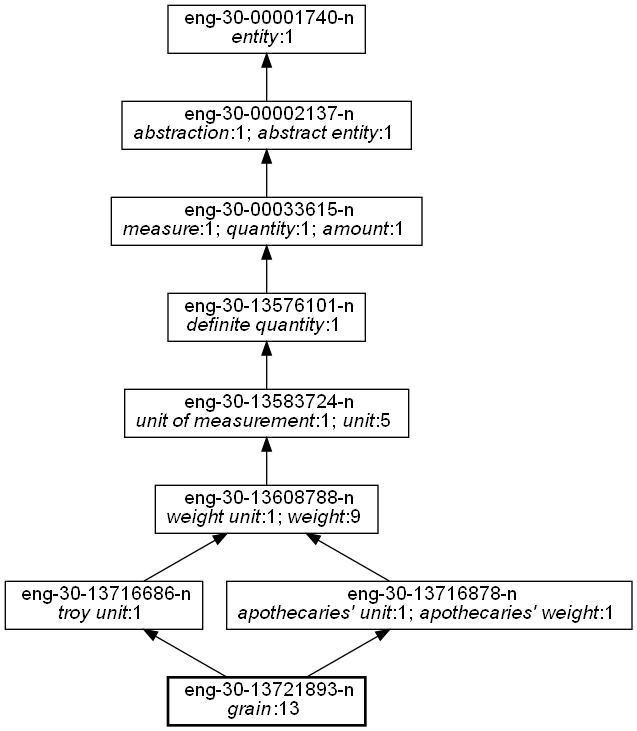 eng-30-00001740-n
entity:1
eng-30-00002137-n
abstraction:1; abstract entity:1
eng-30-00033615-n
measure:1; quantity:1; amount:1
eng-30-13576101-n
definite quantity:1
eng-30-13583724-n
unit of measurement:1; unit:5
eng-30-13608788-n
weight unit:1; weight:9
eng-30-13716686-n
troy unit:1
eng-30-13716878-n
apothecaries' unit:1; apothecaries' weight:1
eng-30-13721893-n
grain:13